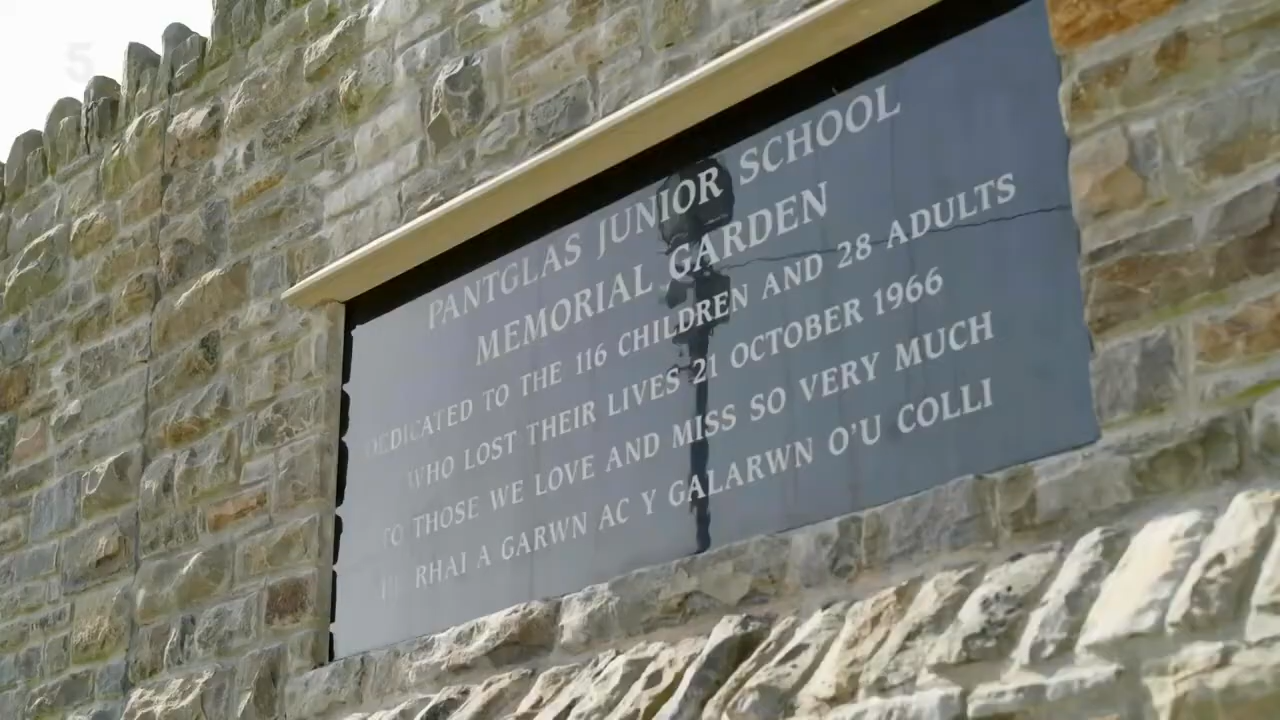 5
PANTGLAS JUNIOR SCHOOL
MEMORIAL GARDEN
DEDICATED TO THE 116 CHILDREN AND 28 ADULTS
WHO LOST THEIR LIVES 21 OCTOBER 1966
TO THOSE WE LOVE AND MISS SO VERY MUCH
RHAI A GARWN AC Y GALARWN O'U COLLI